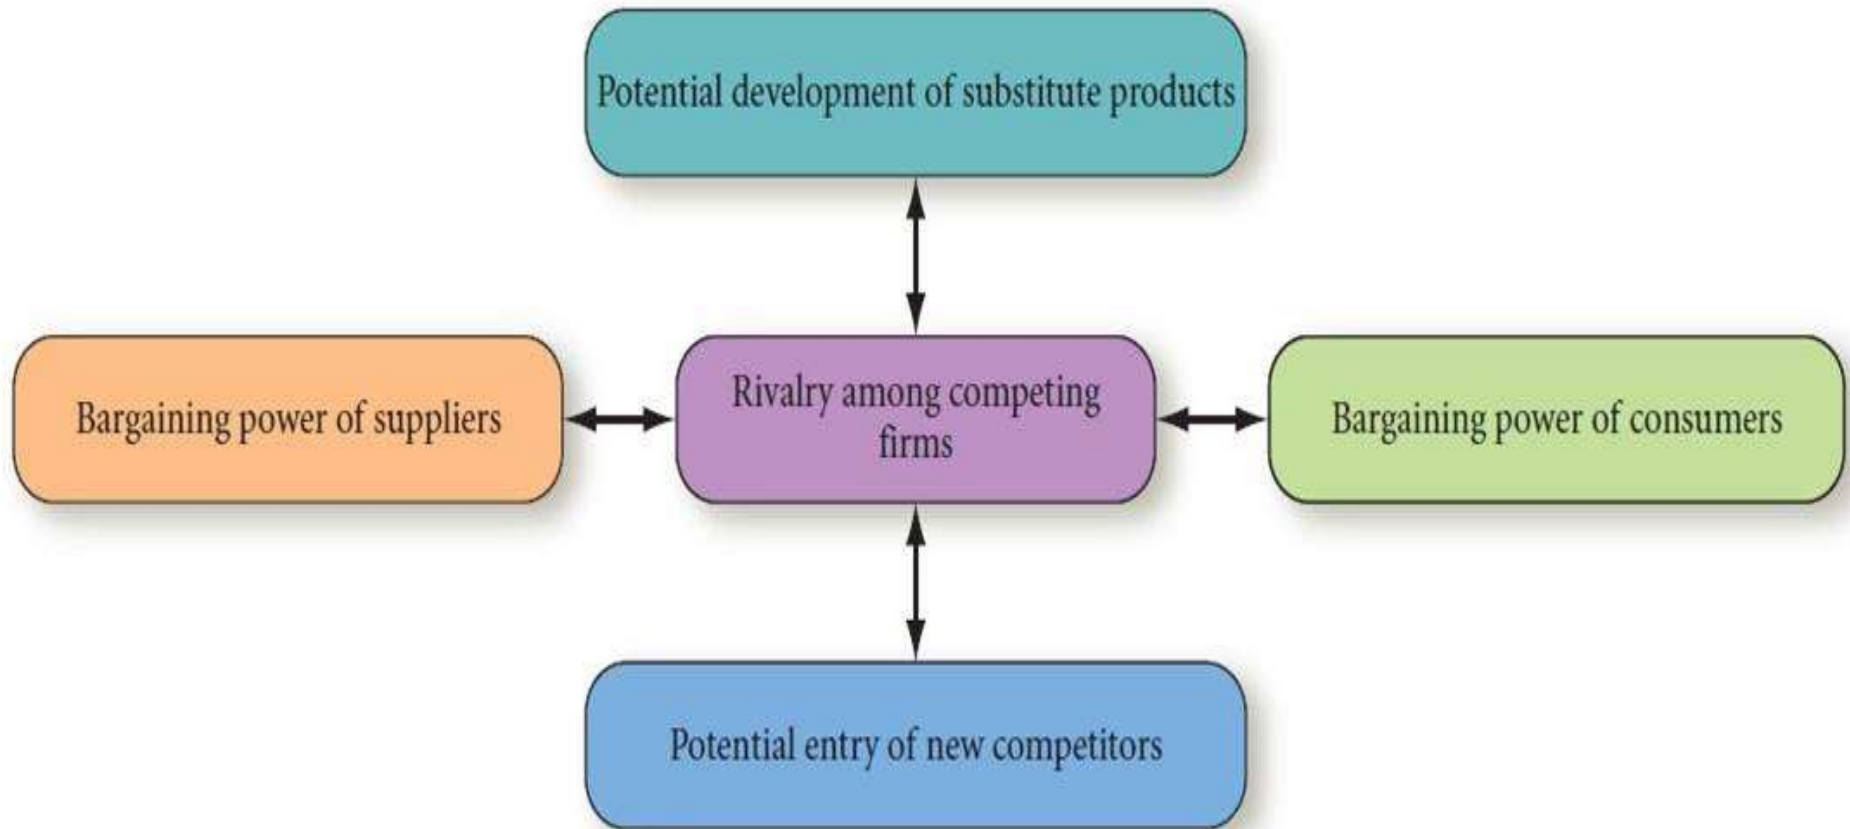 Potential development of substitute products
Bargaining power of suppliers
Rivalry among competing
firms
Bargaining power of consumers
Potential entry of new competitors